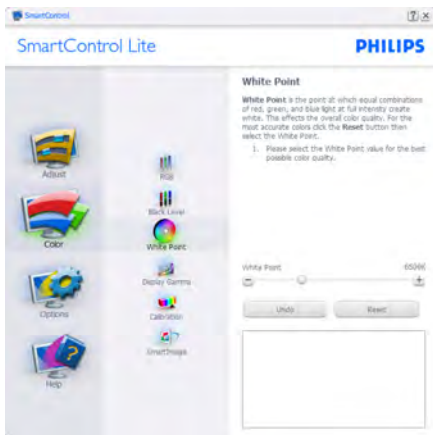 SmartControl
SmartControl Lite
PHILIPS
Adjust
Color
Options
Help
RGB
Black Level
White Point
Display Gamma
Calibration
SmartImage
White Point
White Point is the point at which equal combinations
of red, green, and blue light at full intensity create
white. This effects the overall color quality. For the
most accurate colors click the Reset button then
select the White Point.
1. Please select the White Point value for the best
possible color quality.
White Point 6500K
Undo Reset